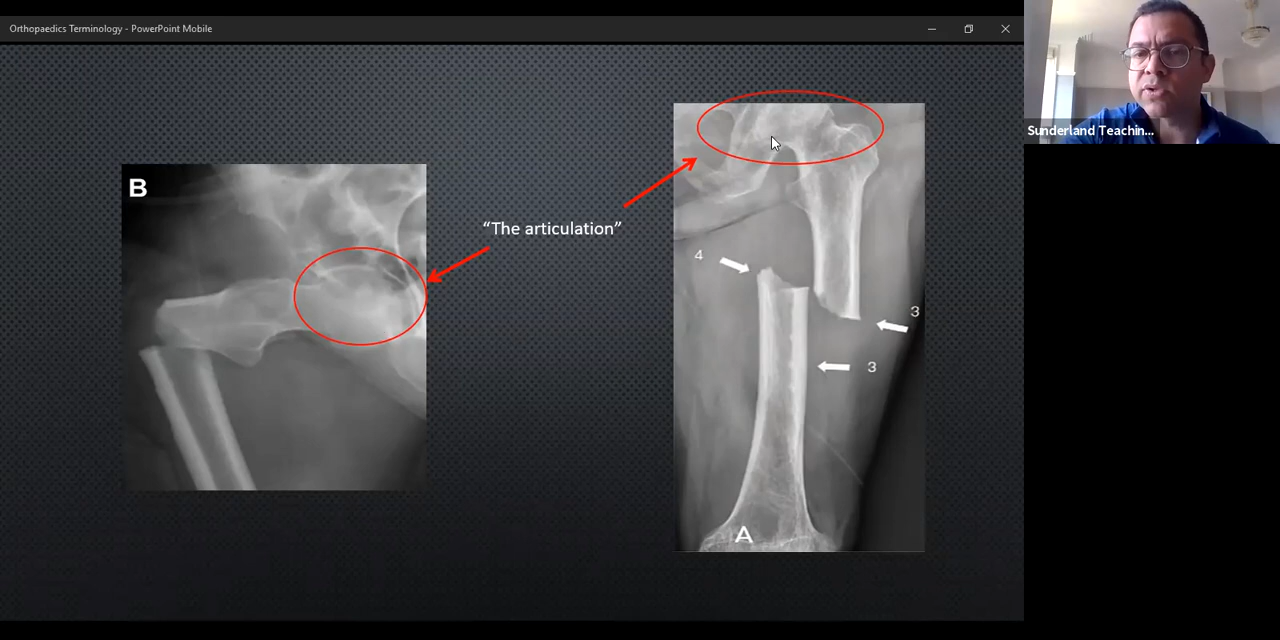 Orthopaedics Terminology - PowerPoint Mobile
Sunderland Teachin...
B
“The articulation”
4
3
3
A